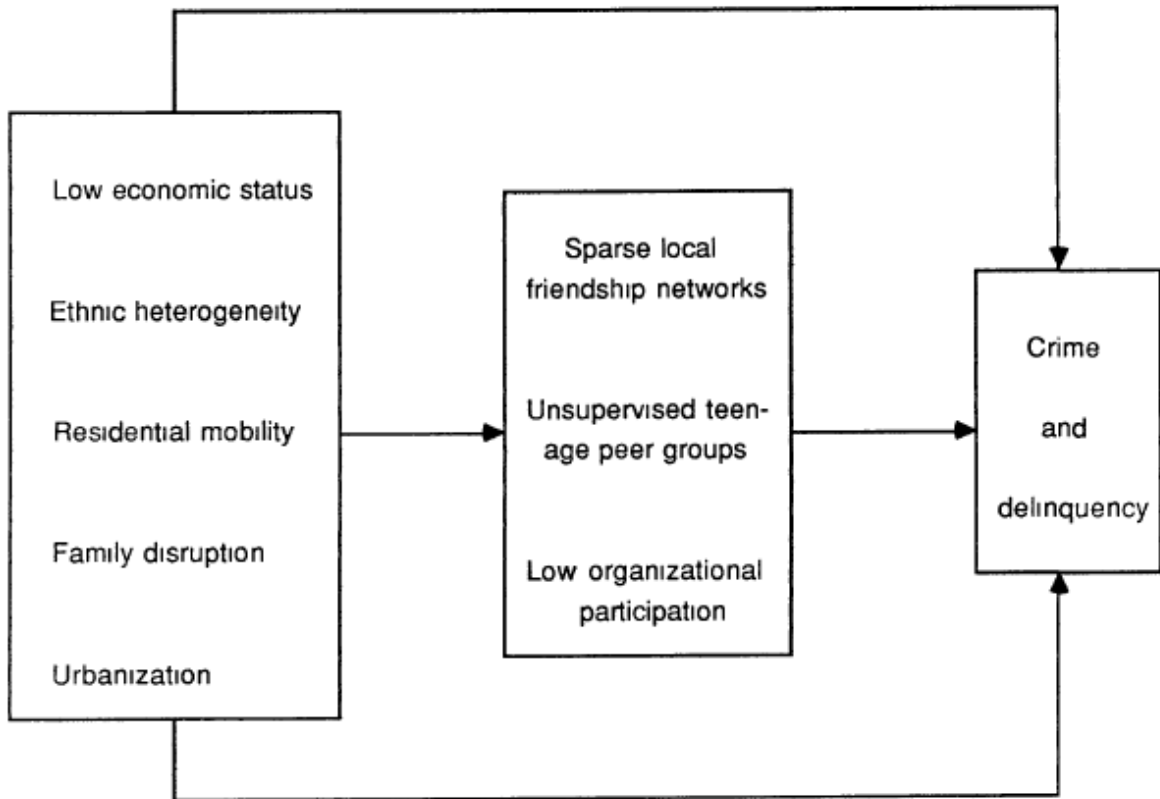 Low economic status
Ethnic heterogeneity
Residential mobility
Family disruption
Urbanization
Sparse local
friendship networks
Unsupervised teen-
age peer groups
Low organizational
participation
Crime
and
delinquency